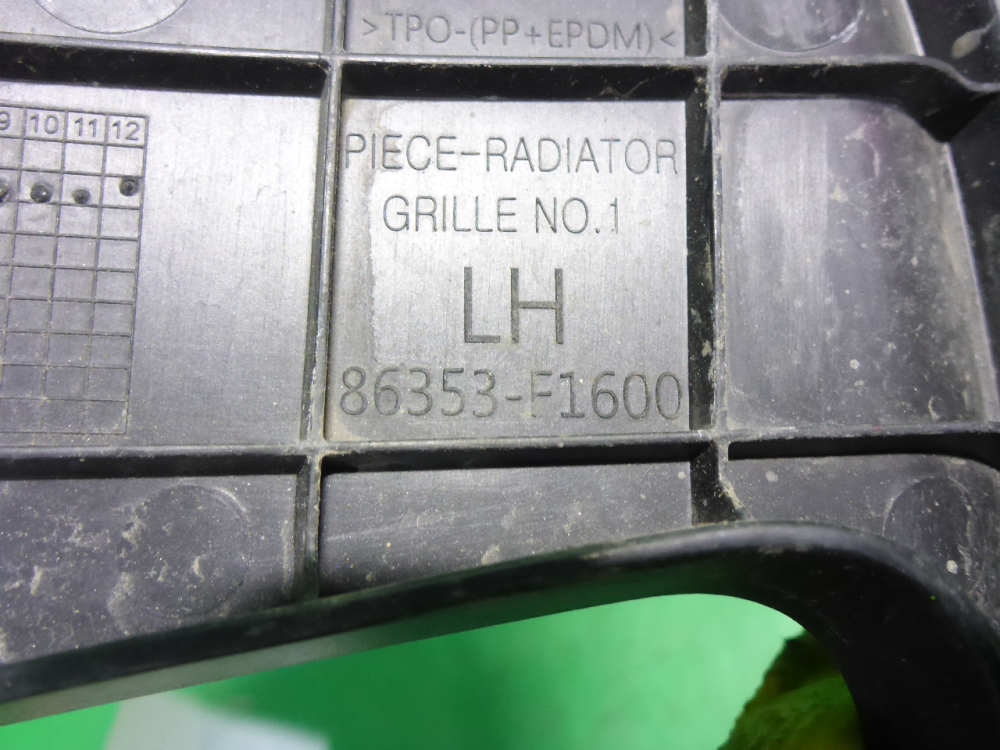 >TPO-(PP+EPDM)<
9 10 11 12
PIECE-RADIATOR
GRILLE NO.1
LH
86353-F1600